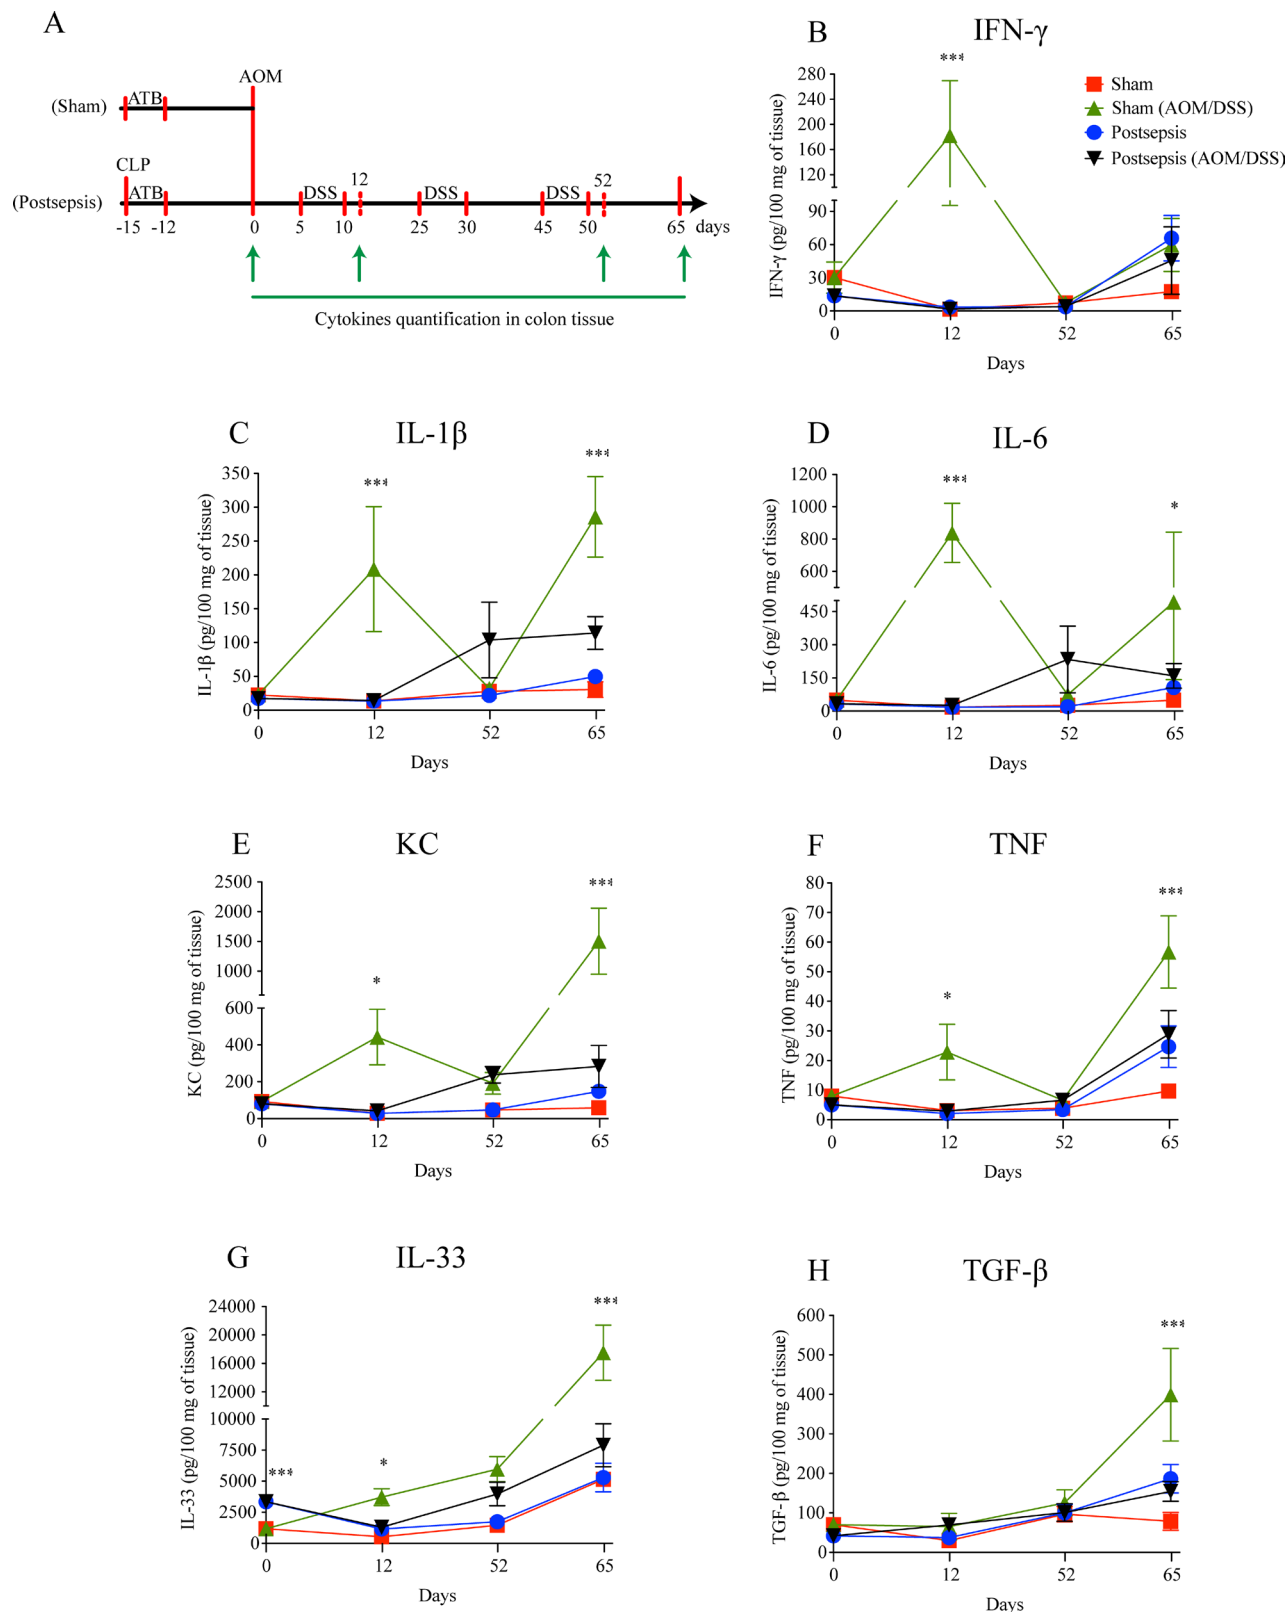 A
AOM
(Sham)
ATB
CLP
12
52
(Postsepsis)
ATB
DSS
DSS
DSS
-15
-12
0
5
10
25
30
45
50
65
days
Cytokines quantification in colon tissue
B
IFN-γ
***
IFN-γ (pg/100 mg of tissue)
280
260
240
220
200
180
160
140
120
100
90
60
30
0
0
12
52
65
Days
Sham
Sham (AOM/DSS)
Postsepsis
Postsepsis (AOM/DSS)
C
IL-1β
***
***
IL-1β (pg/100 mg of tissue)
350
300
250
200
150
100
50
0
0
12
52
65
Days
D
IL-6
***
*
IL-6 (pg/100 mg of tissue)
1200
1000
800
600
450
300
150
0
0
12
52
65
Days
E
KC
*
***
KC (pg/100 mg of tissue)
2500
2000
1500
1000
600
400
200
0
0
12
52
65
Days
F
TNF
*
***
TNF (pg/100 mg of tissue)
80
70
60
50
40
30
20
10
0
0
12
52
65
Days
G
IL-33
***
*
***
IL-33 (pg/100 mg of tissue)
24000
20000
16000
12000
10000
7500
5000
2500
0
0
12
52
65
Days
H
TGF-β
***
TGF-β (pg/100 mg of tissue)
600
500
400
300
200
100
0
0
12
52
65
Days